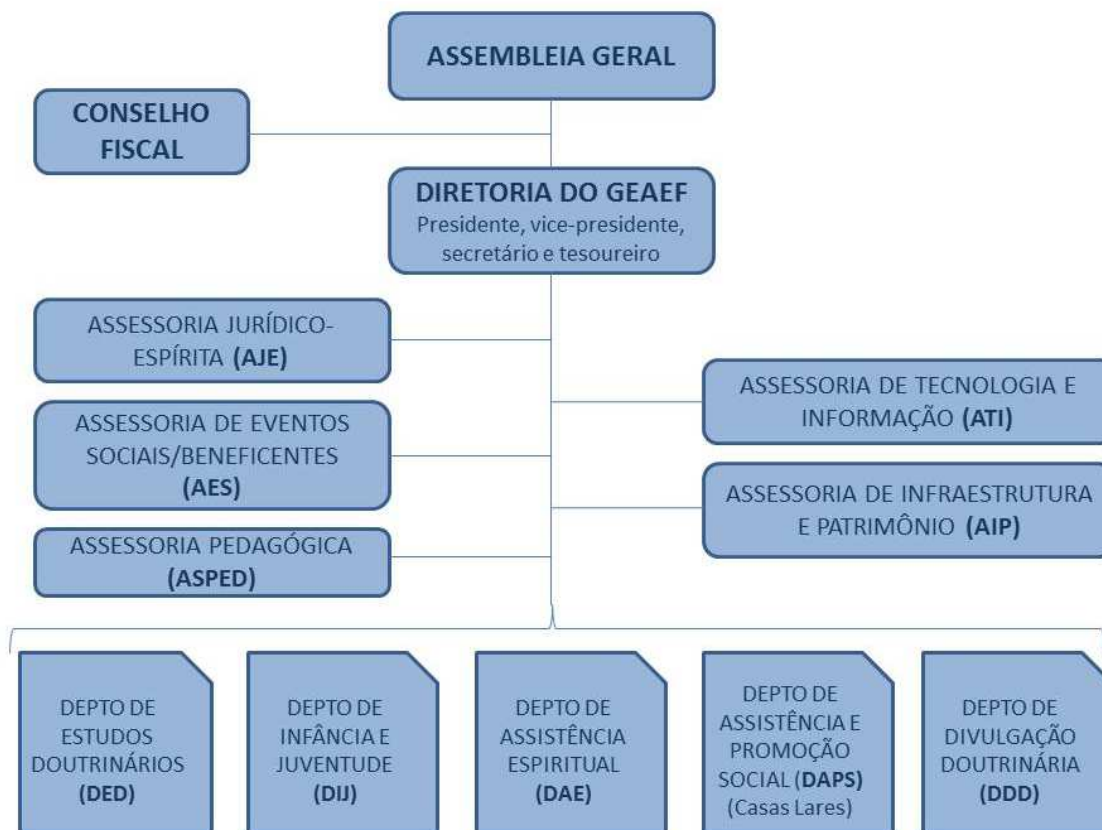 ASSEMBLEIA GERAL
CONSELHO
FISCAL
DIRETORIA DO GEAEF
Presidente, vice-presidente,
secretário e tesoureiro
ASSESSORIA JURÍDICO-
ESPÍRITA (AJE)
ASSESSORIA DE TECNOLOGIA E
INFORMAÇÃO (ATI)
ASSESSORIA DE EVENTOS
SOCIAIS/BENEFICENTES
(AES)
ASSESSORIA DE INFRAESTRUTURA
E PATRIMÔNIO (AIP)
ASSESSORIA PEDAGÓGICA
(ASPED)
DEPTO DE
ESTUDOS
DOUTRINÁRIOS
(DED)
DEPTO DE
INFÂNCIA E
JUVENTUDE
(DIJ)
DEPTO DE
ASSISTÊNCIA
ESPIRITUAL
(DAE)
DEPTO DE
ASSISTÊNCIA E
PROMOÇÃO
SOCIAL (DAPS)
(Casas Lares)
DEPTO DE
DIVULGAÇÃO
DOUTRINÁRIA
(DDD)